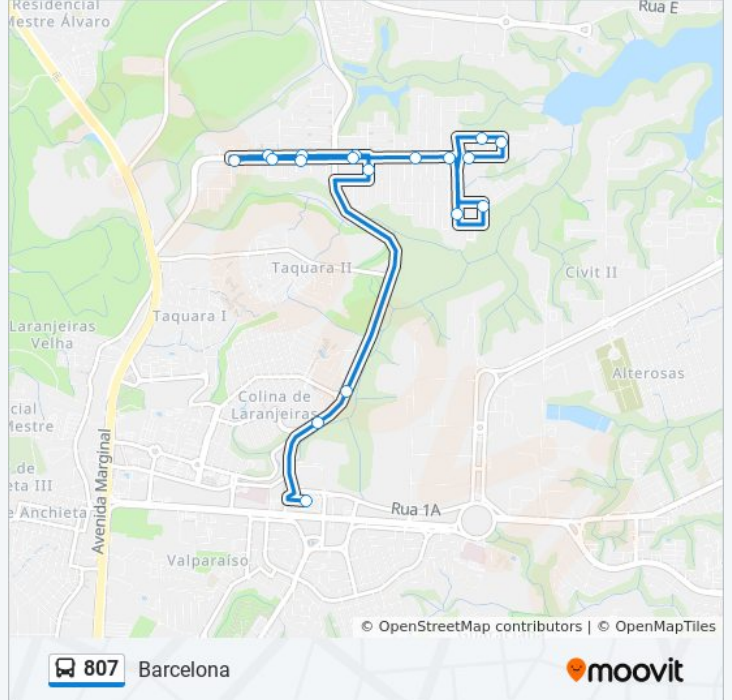 Residencial
Mestre Álvaro
Rua E
Taquara II
Civit II
Taquara I
Laranjeiras
Velha
Alterosas
Colina de
Laranjeiras
cial
Mestre
de
eta III
Anchieta
Avenida Marginal
Rua 1A
Valparaíso
© OpenStreetMap contributors | © OpenMapTiles
807 Barcelona
moovit